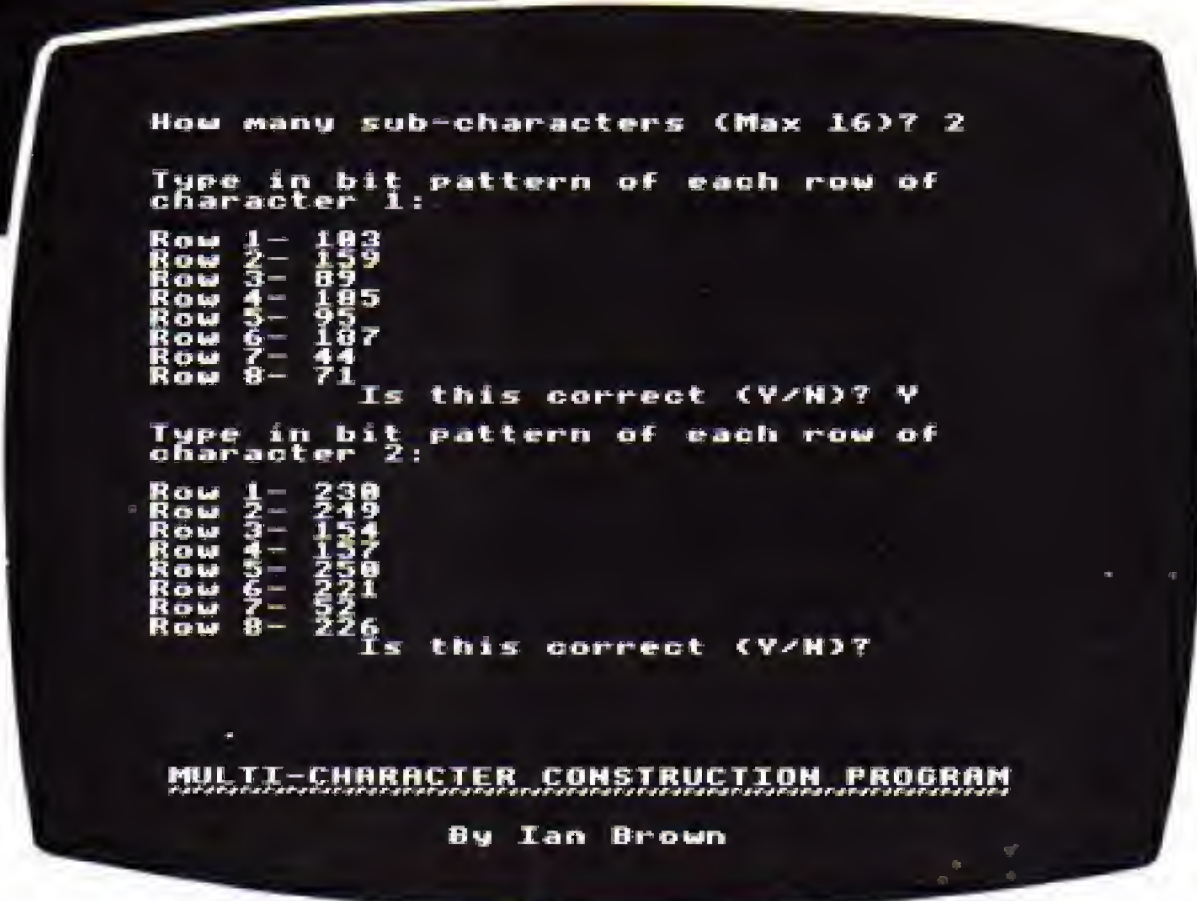 How many sub-characters (Max 16)? 2
Type in bit pattern of each row of
character 1:
Row 1- 103
Row 2- 159
Row 3- 89
Row 4- 185
Row 5- 95
Row 6- 187
Row 7- 44
Row 8- 71
Is this correct (Y/N)? Y
Type in bit pattern of each row of
character 2:
Row 1- 230
Row 2- 249
Row 3- 154
Row 4- 157
Row 5- 250
Row 6- 221
Row 7- 52
Row 8- 226
Is this correct (Y/N)?
MULTI-CHARACTER CONSTRUCTION PROGRAM
By Ian Brown